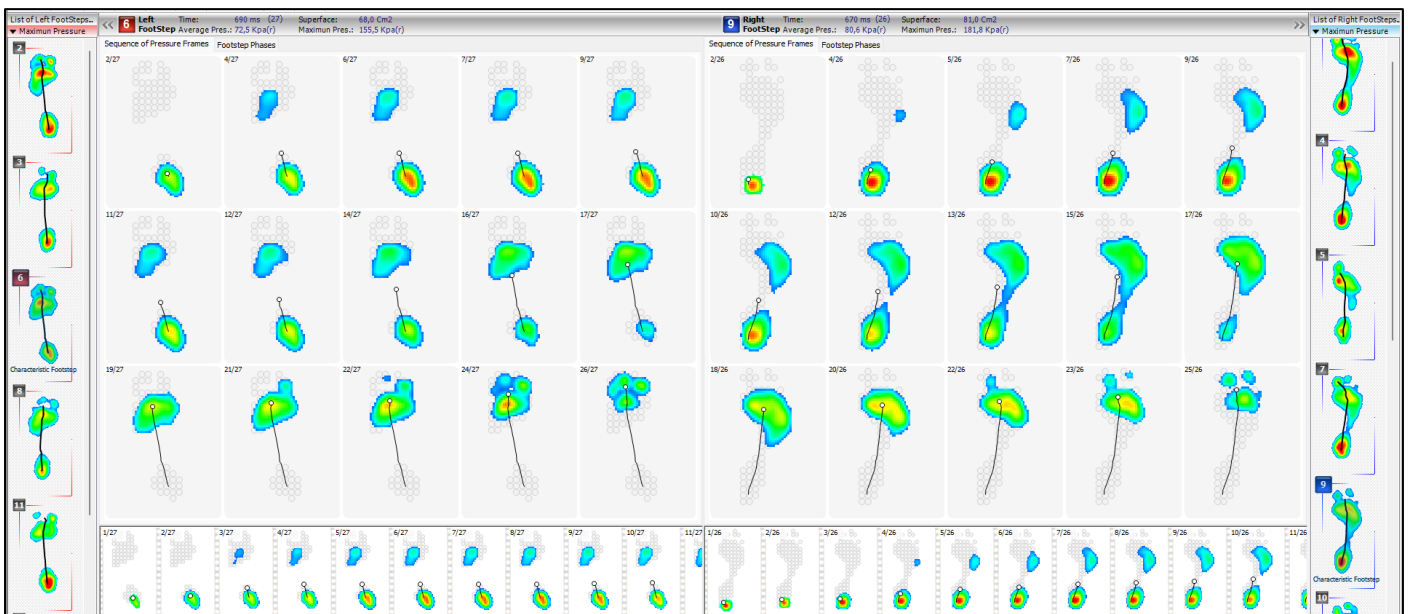 List of Left FootSteps...
▼ Maximun Pressure
2
3
6
Characteristic Footstep
8
11
<< 6 Left FootStep Time: 690 ms (27) Superface: 68,0 Cm2
Average Pres.: 72,5 Kpa(r) Maximun Pres.: 155,5 Kpa(r)
Sequence of Pressure Frames Footstep Phases
2/27 4/27 6/27 7/27 9/27
11/27 12/27 14/27 16/27 17/27
19/27 21/27 22/27 24/27 26/27
1/27 2/27 3/27 4/27 5/27 6/27 7/27 8/27 9/27 10/27 11/27
9 Right FootStep Time: 670 ms (26) Superface: 81,0 Cm2 >>
Average Pres.: 80,6 Kpa(r) Maximun Pres.: 181,8 Kpa(r)
Sequence of Pressure Frames Footstep Phases
2/26 4/26 5/26 7/26 9/26
10/26 12/26 13/26 15/26 17/26
18/26 20/26 22/26 23/26 25/26
1/26 2/26 3/26 4/26 5/26 6/26 7/26 8/26 9/26 10/26 11/26
List of Right FootSteps..
▼ Maximun Pressure
4
5
7
9
Characteristic Footstep
10